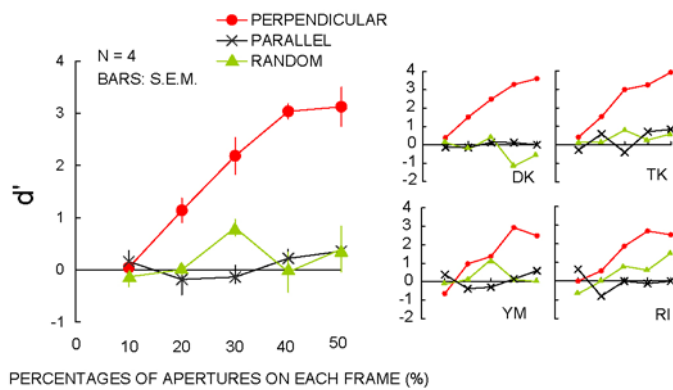 PERPENDICULAR
PARALLEL
RANDOM
N = 4
BARS: S.E.M.
d'
4
3
2
1
0
-1
0 10 20 30 40 50
PERCENTAGES OF APERTURES ON EACH FRAME (%)
4
3
2
1
0
-1
-2
DK
TK
4
3
2
1
0
-1
-2
YM
RI